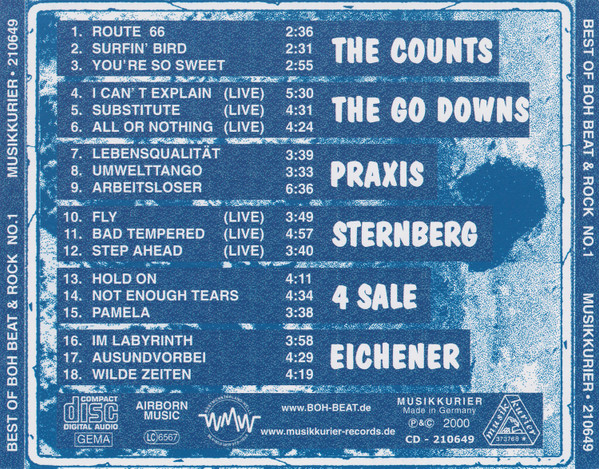 BEST OF BOH BEAT & ROCK NO.1 MUSIKKURIER • 210649
1. ROUTE 66 2:36
2. SURFIN' BIRD 2:31
3. YOU'RE SO SWEET 2:55
THE COUNTS
4. I CAN'T EXPLAIN (LIVE) 5:30
5. SUBSTITUTE (LIVE) 4:31
6. ALL OR NOTHING (LIVE) 4:24
THE GO DOWNS
7. LEBENSQUALITÄT 3:39
8. UMWELTTANGO 3:33
9. ARBEITSLOSER 6:36
PRAXIS
10. FLY (LIVE) 3:49
11. BAD TEMPERED (LIVE) 4:57
12. STEP AHEAD (LIVE) 3:40
STERNBERG
13. HOLD ON 4:11
14. NOT ENOUGH TEARS 4:34
15. PAMELA 3:38
4 SALE
16. IM LABYRINTH 3:58
17. AUSUNDVORBEI 4:29
18. WILDE ZEITEN 4:19
EICHENER
COMPACT
disc
DIGITAL AUDIO
GEMA
AIRBORN
MUSIC
LC 6567
WMW
www.BOH-BEAT.de
www.musikkurier-records.de
MUSIKKURIER
Made in Germany
℗&© 2000
CD - 210649
musik kurier
373768
BEST OF BOH BEAT & ROCK NO.1 MUSIKKURIER • 210649